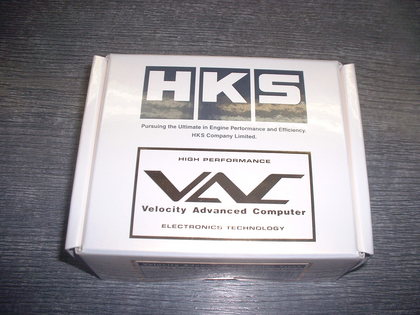 HKS
Pursuing the Ultimate in Engine Performance and Efficiency.
HKS Company Limited.
HIGH PERFORMANCE
VAC
Velocity Advanced Computer
ELECTRONICS TECHNOLOGY